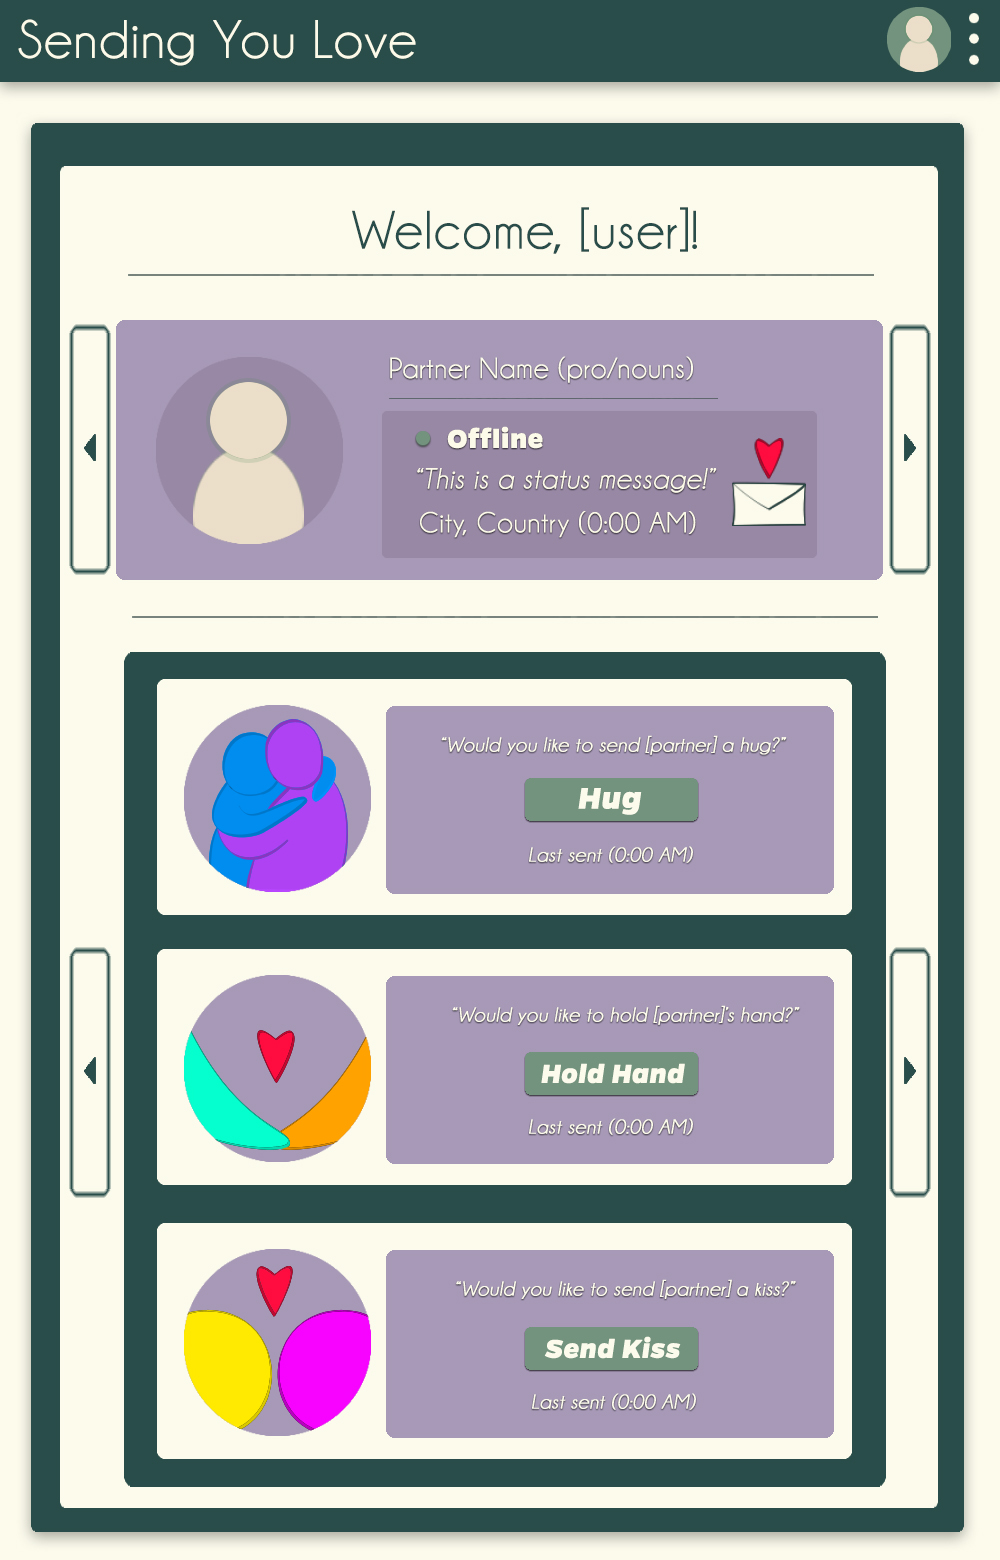 Sending You Love
Welcome, [user]!
Partner Name (pro/nouns)
Offline
“This is a status message!”
City, Country (0:00 AM)
“Would you like to send [partner] a hug?”
Hug
Last sent (0:00 AM)
“Would you like to hold [partner]'s hand?”
Hold Hand
Last sent (0:00 AM)
“Would you like to send [partner] a kiss?”
Send Kiss
Last sent (0:00 AM)